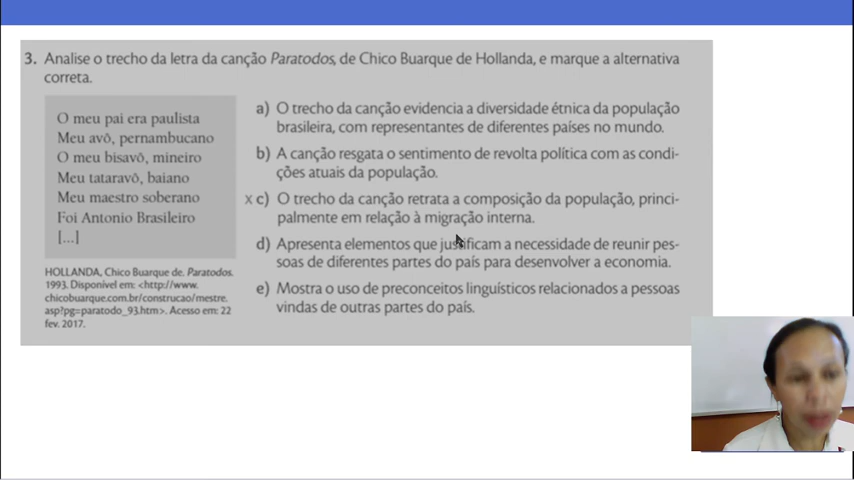 3. Analise o trecho da letra da canção Paratodos, de Chico Buarque de Hollanda, e marque a alternativa
correta.
O meu pai era paulista
Meu avô, pernambucano
O meu bisavô, mineiro
Meu tataravô, baiano
Meu maestro soberano
Foi Antonio Brasileiro
[...]
HOLLANDA, Chico Buarque de. Paratodos.
1993. Disponível em: <http://www.
chicobuarque.com.br/construcao/mestre.
asp?pg=paratodo_93.htm>. Acesso em: 22
fev. 2017.
a) O trecho da canção evidencia a diversidade étnica da população
brasileira, com representantes de diferentes países no mundo.
b) A canção resgata o sentimento de revolta política com as condi-
ções atuais da população.
x c) O trecho da canção retrata a composição da população, princi-
palmente em relação à migração interna.
d) Apresenta elementos que justificam a necessidade de reunir pes-
soas de diferentes partes do país para desenvolver a economia.
e) Mostra o uso de preconceitos linguísticos relacionados a pessoas
vindas de outras partes do país.